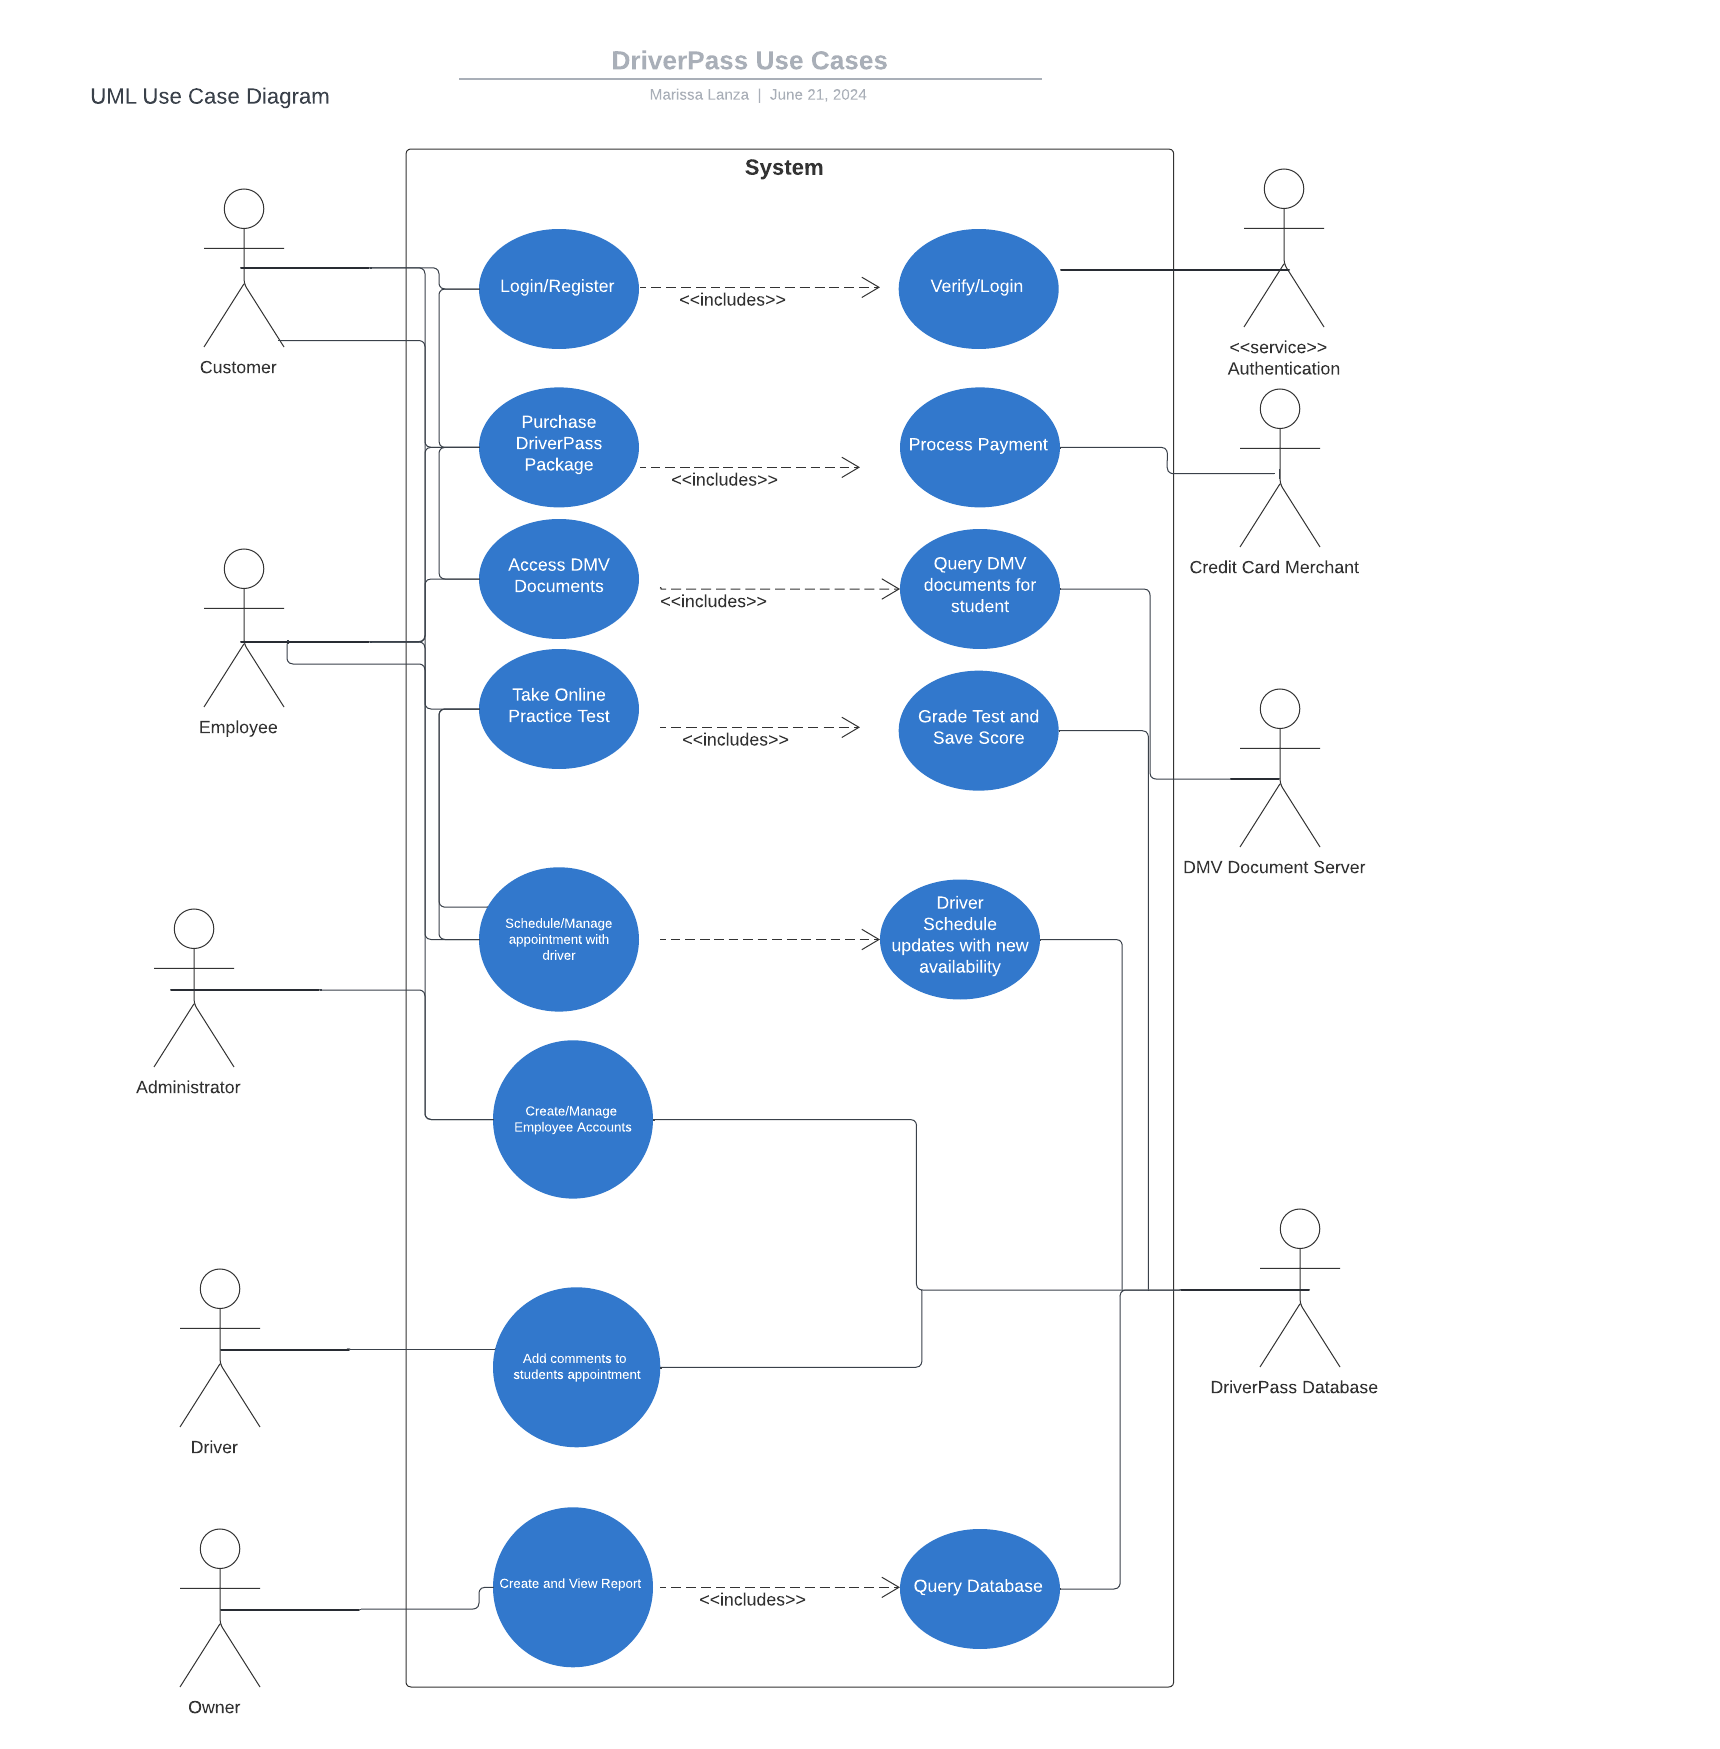 DriverPass Use Cases
UML Use Case Diagram
Marissa Lanza | June 21, 2024
System
Login/Register
<<includes>>
Verify/Login
Customer
<<service>>
Authentication
Purchase
DriverPass
Package
<<includes>>
Process Payment
Credit Card Merchant
Access DMV
Documents
<<includes>>
Query DMV
documents for
student
Employee
Take Online
Practice Test
<<includes>>
Grade Test and
Save Score
DMV Document Server
Schedule/Manage
appointment with
driver
Driver
Schedule
updates with new
availability
Administrator
Create/Manage
Employee Accounts
Add comments to
students appointment
DriverPass Database
Driver
Create and View Report
<<includes>>
Query Database
Owner